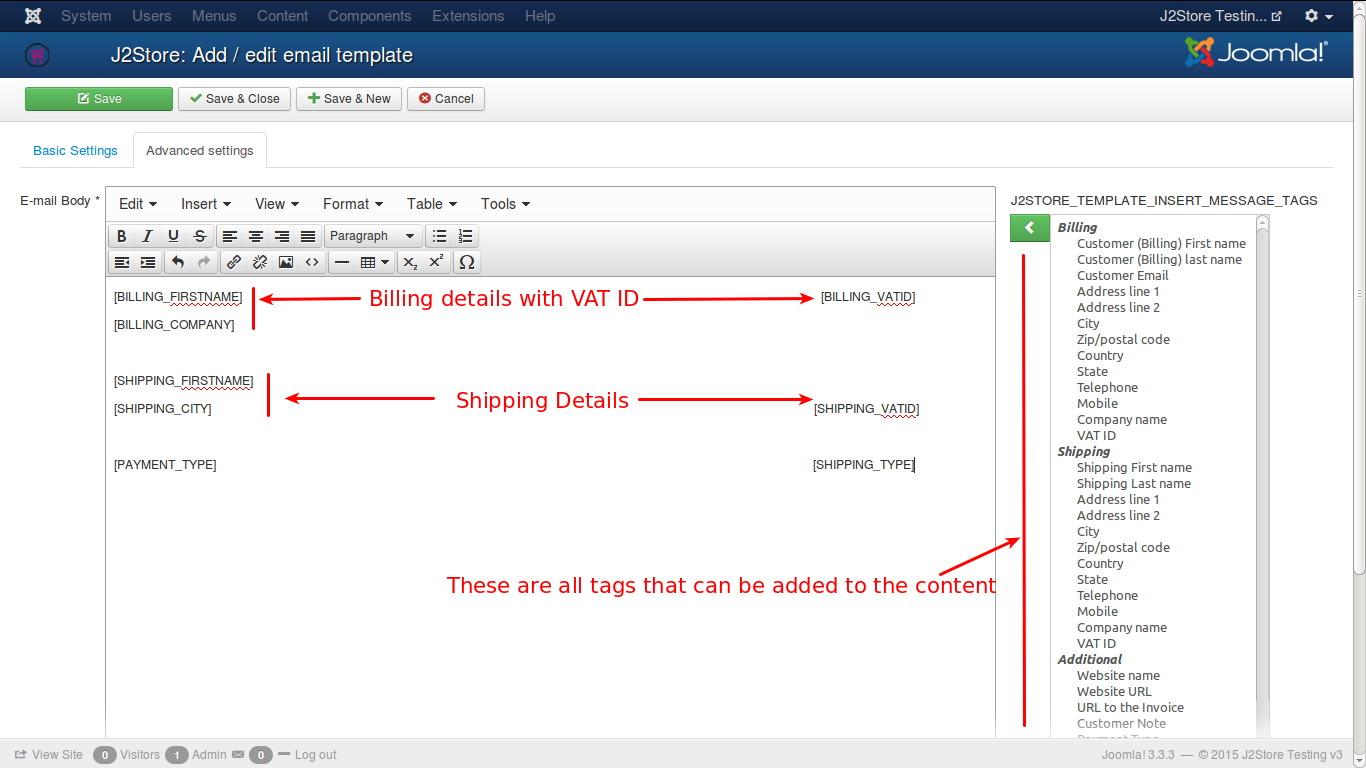 System Users Menus Content Components Extensions Help J2Store Testin...
J2Store: Add / edit email template Joomla!®
Save Save & Close Save & New Cancel
Basic Settings Advanced settings
E-mail Body * Edit Insert View Format Table Tools J2STORE_TEMPLATE_INSERT_MESSAGE_TAGS
B I U S Paragraph
X2 X2 Ω
[BILLING_FIRSTNAME] Billing details with VAT ID [BILLING_VATID]
[BILLING_COMPANY]
[SHIPPING_FIRSTNAME]
[SHIPPING_CITY] Shipping Details [SHIPPING_VATID]
[PAYMENT_TYPE] [SHIPPING_TYPE]
These are all tags that can be added to the content
Billing
Customer (Billing) First name
Customer (Billing) last name
Customer Email
Address line 1
Address line 2
City
Zip/postal code
Country
State
Telephone
Mobile
Company name
VAT ID
Shipping
Shipping First name
Shipping Last name
Address line 1
Address line 2
City
Zip/postal code
Country
State
Telephone
Mobile
Company name
VAT ID
Additional
Website name
Website URL
URL to the Invoice
Customer Note
Payment Type
View Site 0 Visitors 1 Admin 0 Log out Joomla! 3.3.3 — © 2015 J2Store Testing v3